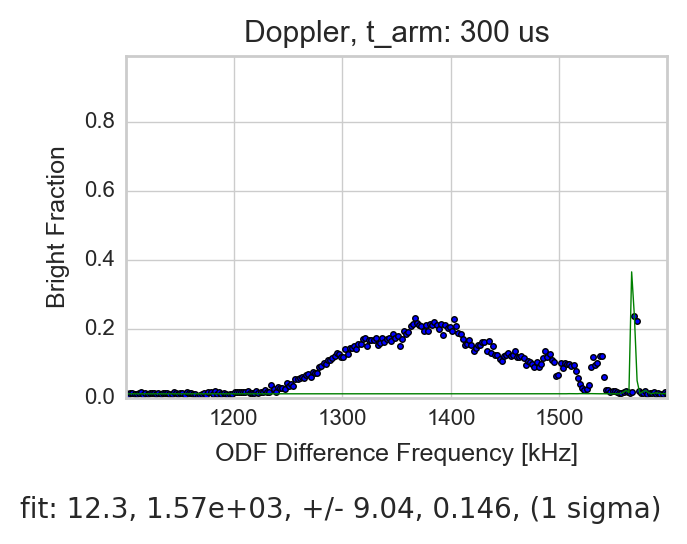 Doppler, t_arm: 300 us
Bright Fraction
0.8
0.6
0.4
0.2
0.0
1200 1300 1400 1500
ODF Difference Frequency [kHz]
fit: 12.3, 1.57e+03, +/- 9.04, 0.146, (1 sigma)